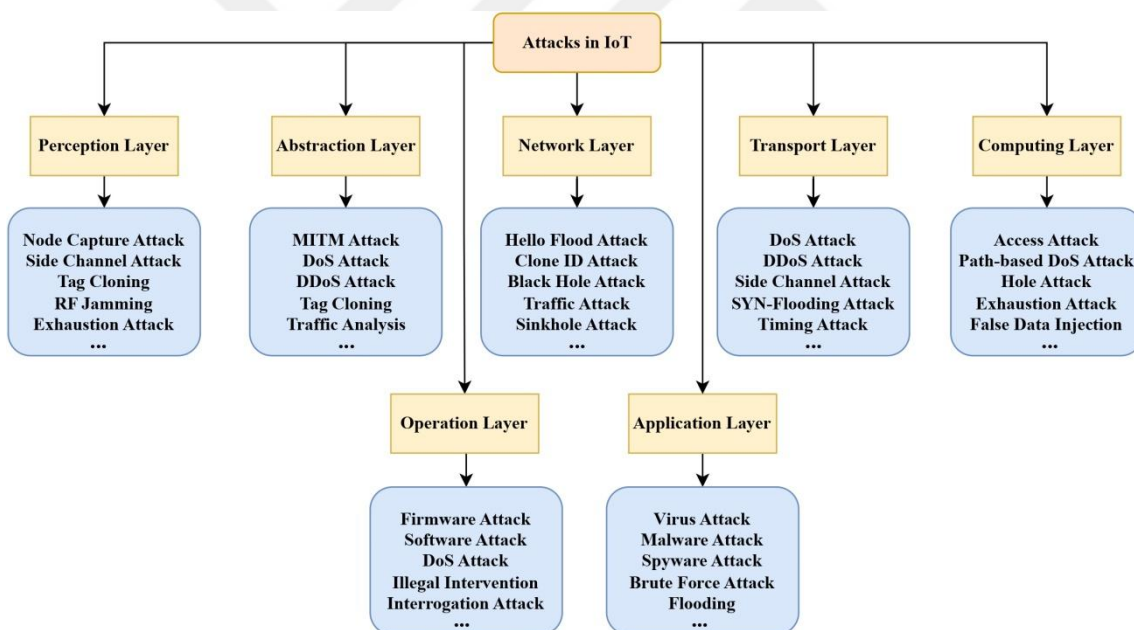 Attacks in IoT
Perception Layer
Abstraction Layer
Network Layer
Transport Layer
Computing Layer
Node Capture Attack
Side Channel Attack
Tag Cloning
RF Jamming
Exhaustion Attack
...
MITM Attack
DoS Attack
DDoS Attack
Tag Cloning
Traffic Analysis
...
Hello Flood Attack
Clone ID Attack
Black Hole Attack
Traffic Attack
Sinkhole Attack
...
DoS Attack
DDoS Attack
Side Channel Attack
SYN-Flooding Attack
Timing Attack
...
Access Attack
Path-based DoS Attack
Hole Attack
Exhaustion Attack
False Data Injection
...
Operation Layer
Application Layer
Firmware Attack
Software Attack
DoS Attack
Illegal Intervention
Interrogation Attack
...
Virus Attack
Malware Attack
Spyware Attack
Brute Force Attack
Flooding
...